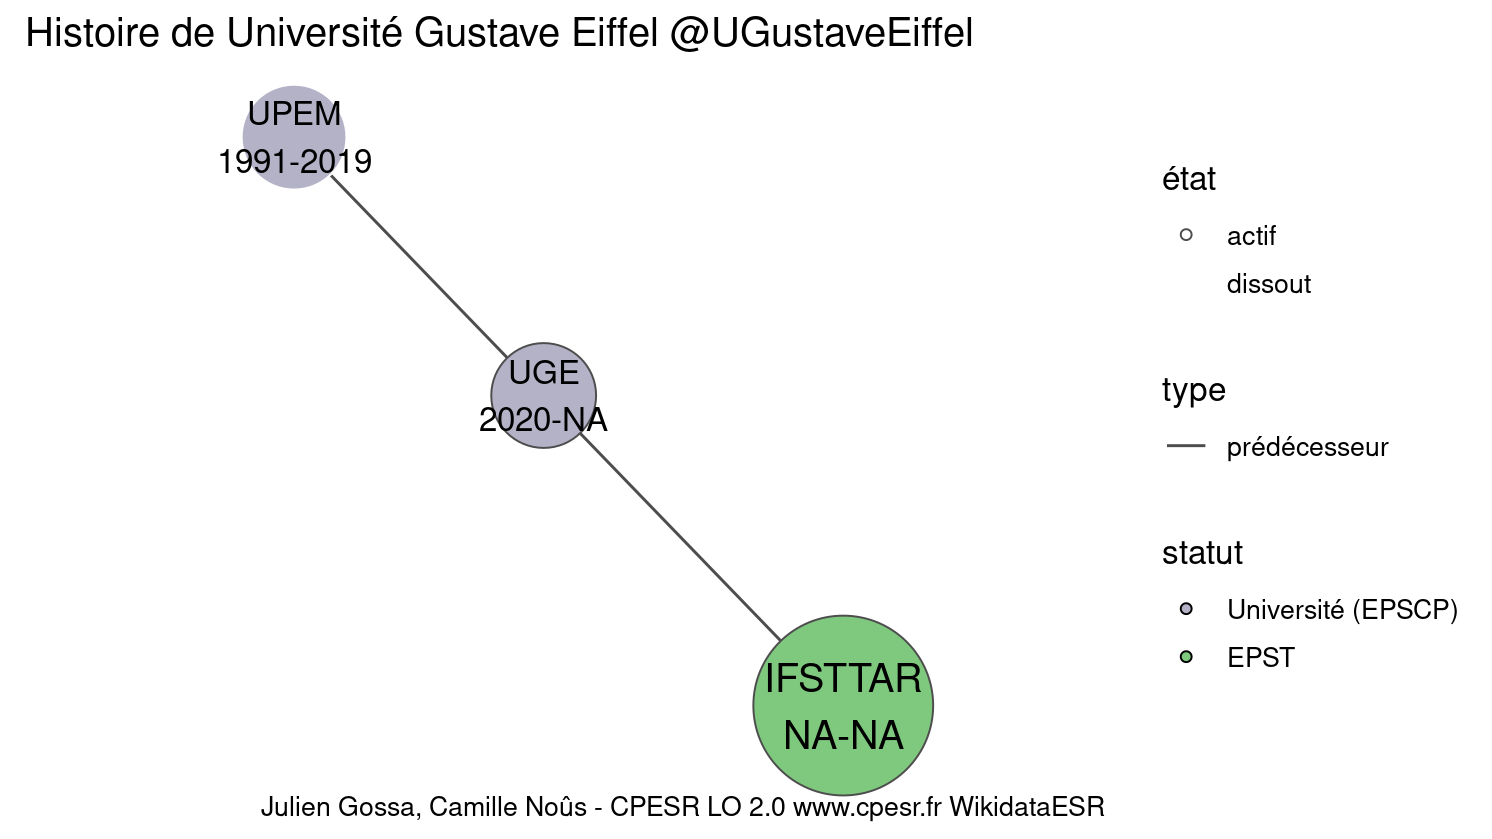 Histoire de Université Gustave Eiffel @UGustaveEiffel
UPEM
1991-2019
UGE
2020-NA
IFSTTAR
NA-NA
état
actif
dissout
type
prédécesseur
statut
Université (EPSCP)
EPST
Julien Gossa, Camille Noûs - CPESR LO 2.0 www.cpesr.fr WikidataESR